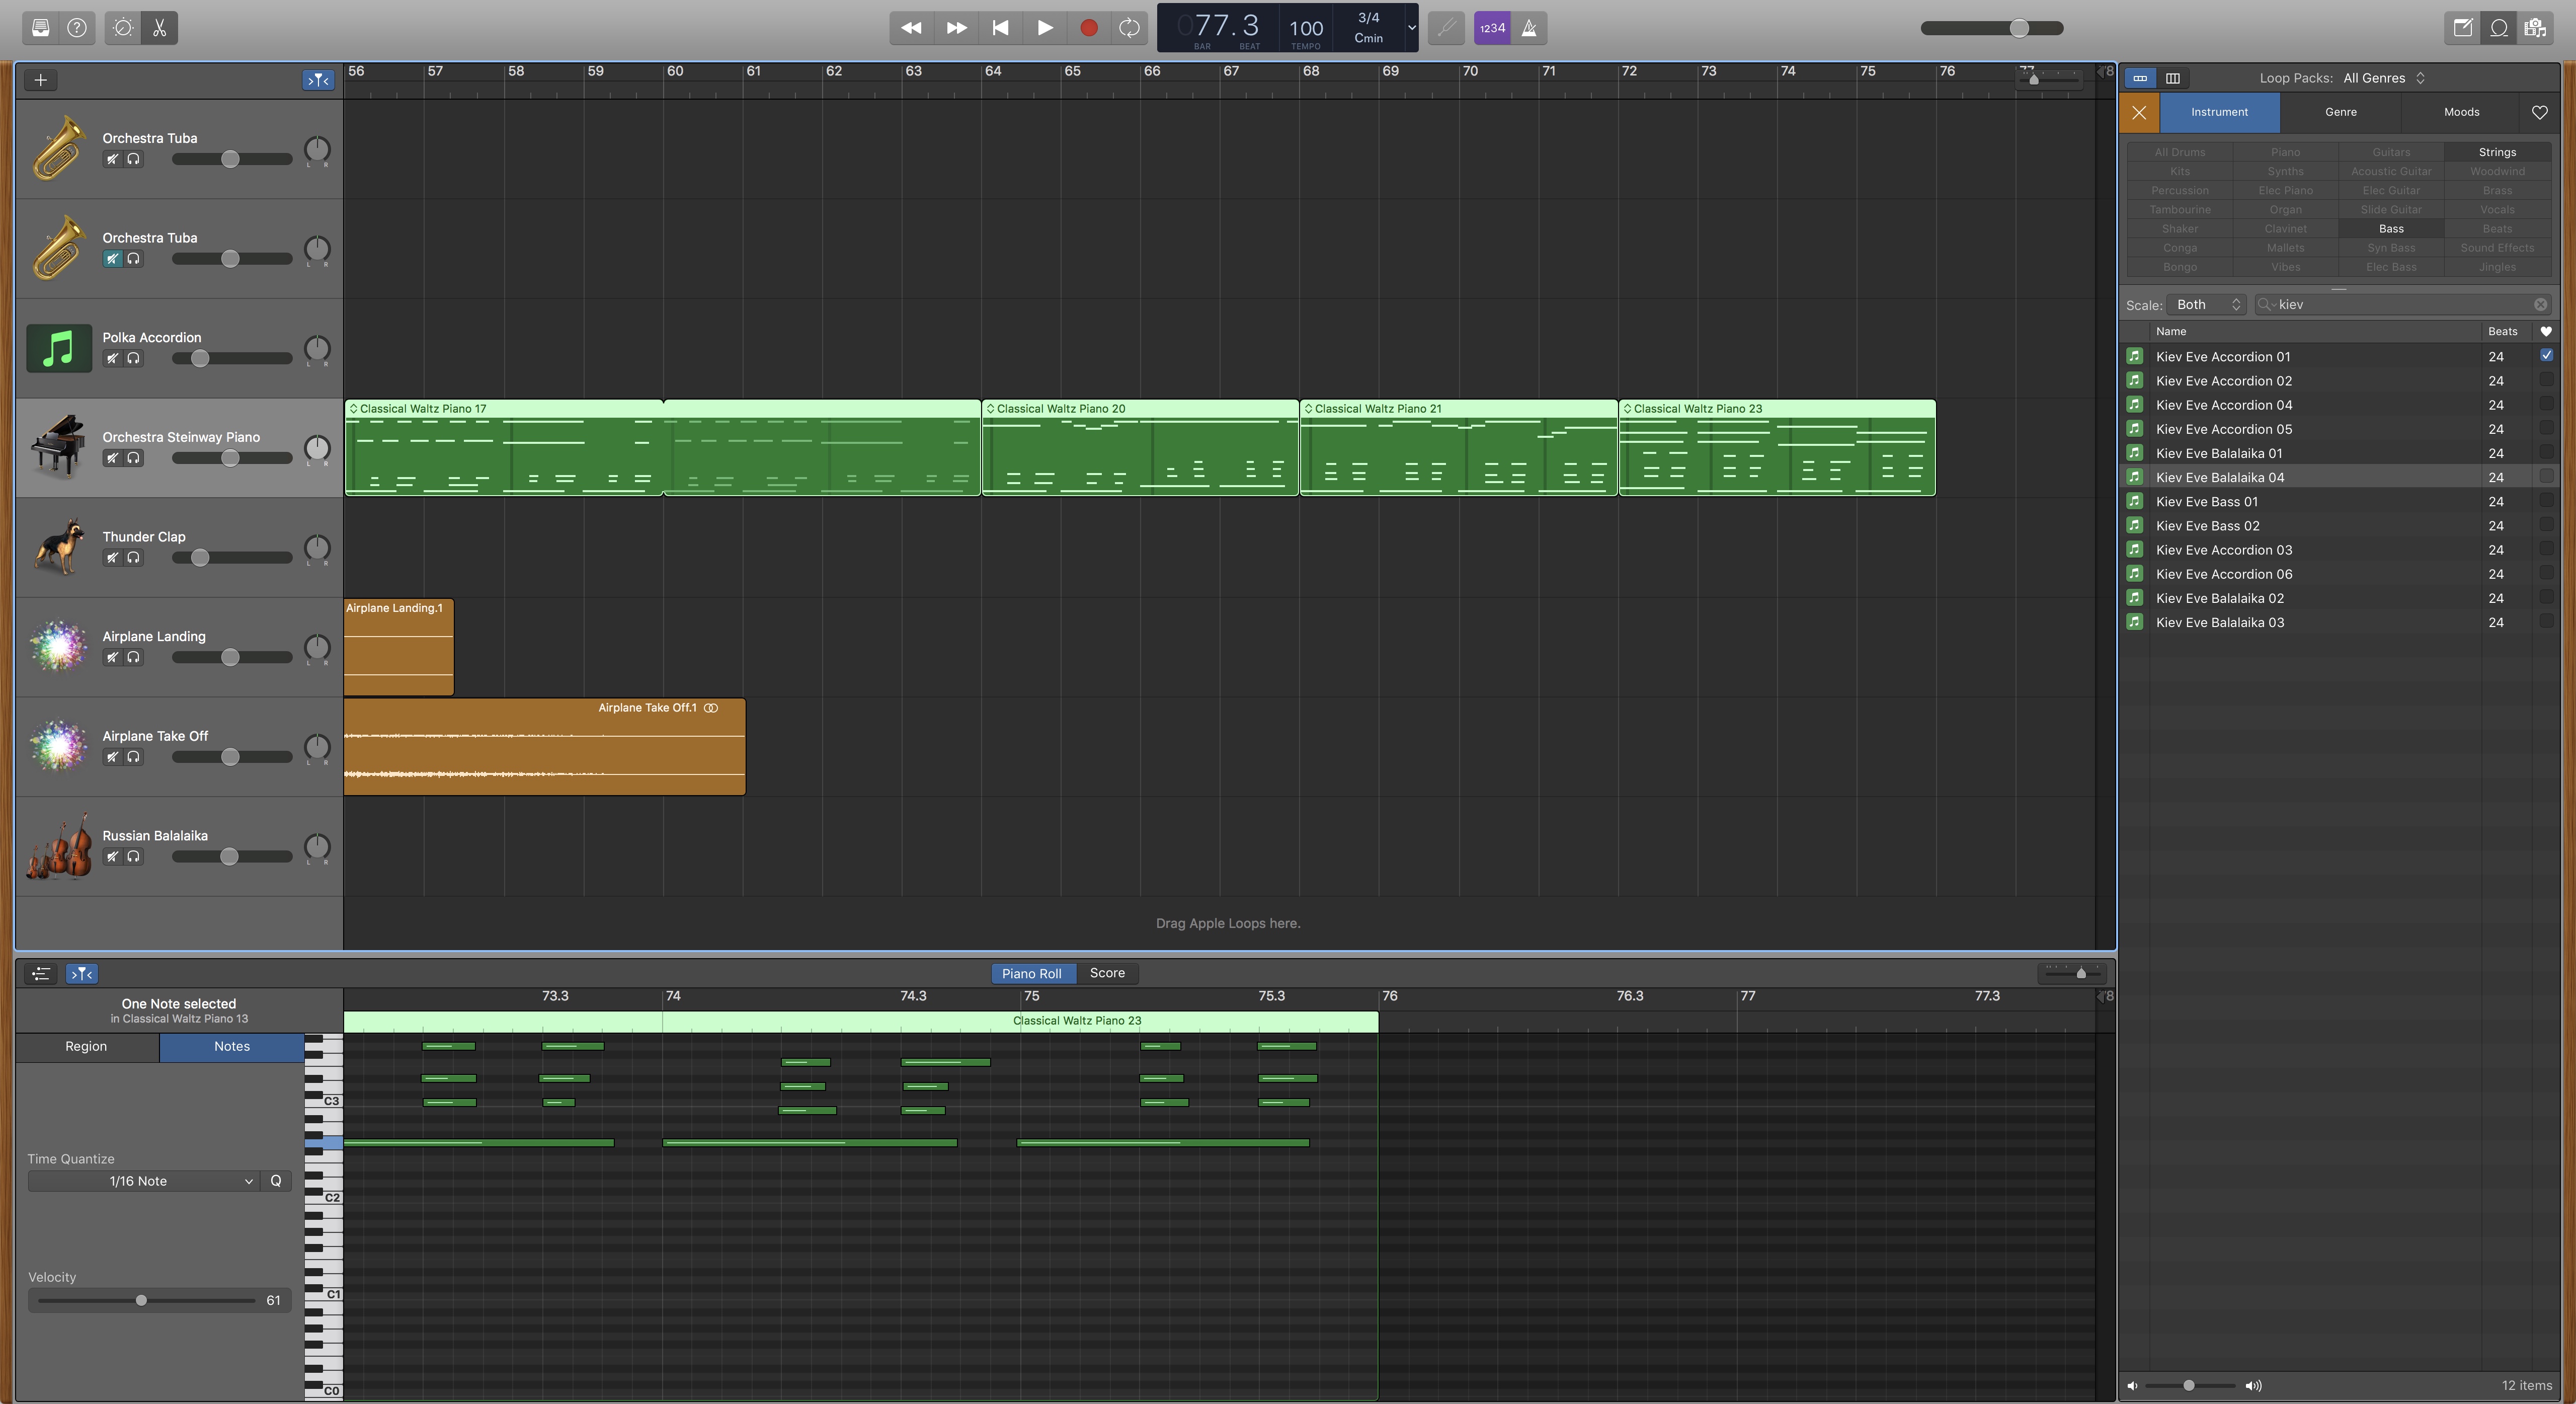 077.3
BAR BEAT
100
TEMPO
3/4
Cmin
1234
56 57 58 59 60 61 62 63 64 65 66 67 68 69 70 71 72 73 74 75 76 77
Orchestra Tuba
L R
Orchestra Tuba
L R
Polka Accordion
L R
Orchestra Steinway Piano
L R
Classical Waltz Piano 17
Classical Waltz Piano 20
Classical Waltz Piano 21
Classical Waltz Piano 23
Thunder Clap
L R
Airplane Landing
L R
Airplane Landing.1
Airplane Take Off
L R
Airplane Take Off.1
Russian Balalaika
L R
Drag Apple Loops here.
Piano Roll Score
One Note selected
in Classical Waltz Piano 13
73.3 74 74.3 75 75.3 76 76.3 77 77.3
Classical Waltz Piano 23
Region Notes
C3
Time Quantize
1/16 Note Q
C2
Velocity
61
C1
C0
Loop Packs: All Genres
Instrument Genre Moods
All Drums Piano Guitars Strings
Kits Synths Acoustic Guitar Woodwind
Percussion Elec Piano Elec Guitar Brass
Tambourine Organ Slide Guitar Vocals
Shaker Clavinet Bass Beats
Conga Mallets Syn Bass Sound Effects
Bongo Vibes Elec Bass Jingles
Scale: Both kiev
Name Beats
Kiev Eve Accordion 01 24
Kiev Eve Accordion 02 24
Kiev Eve Accordion 04 24
Kiev Eve Accordion 05 24
Kiev Eve Balalaika 01 24
Kiev Eve Balalaika 04 24
Kiev Eve Bass 01 24
Kiev Eve Bass 02 24
Kiev Eve Accordion 03 24
Kiev Eve Accordion 06 24
Kiev Eve Balalaika 02 24
Kiev Eve Balalaika 03 24
12 items